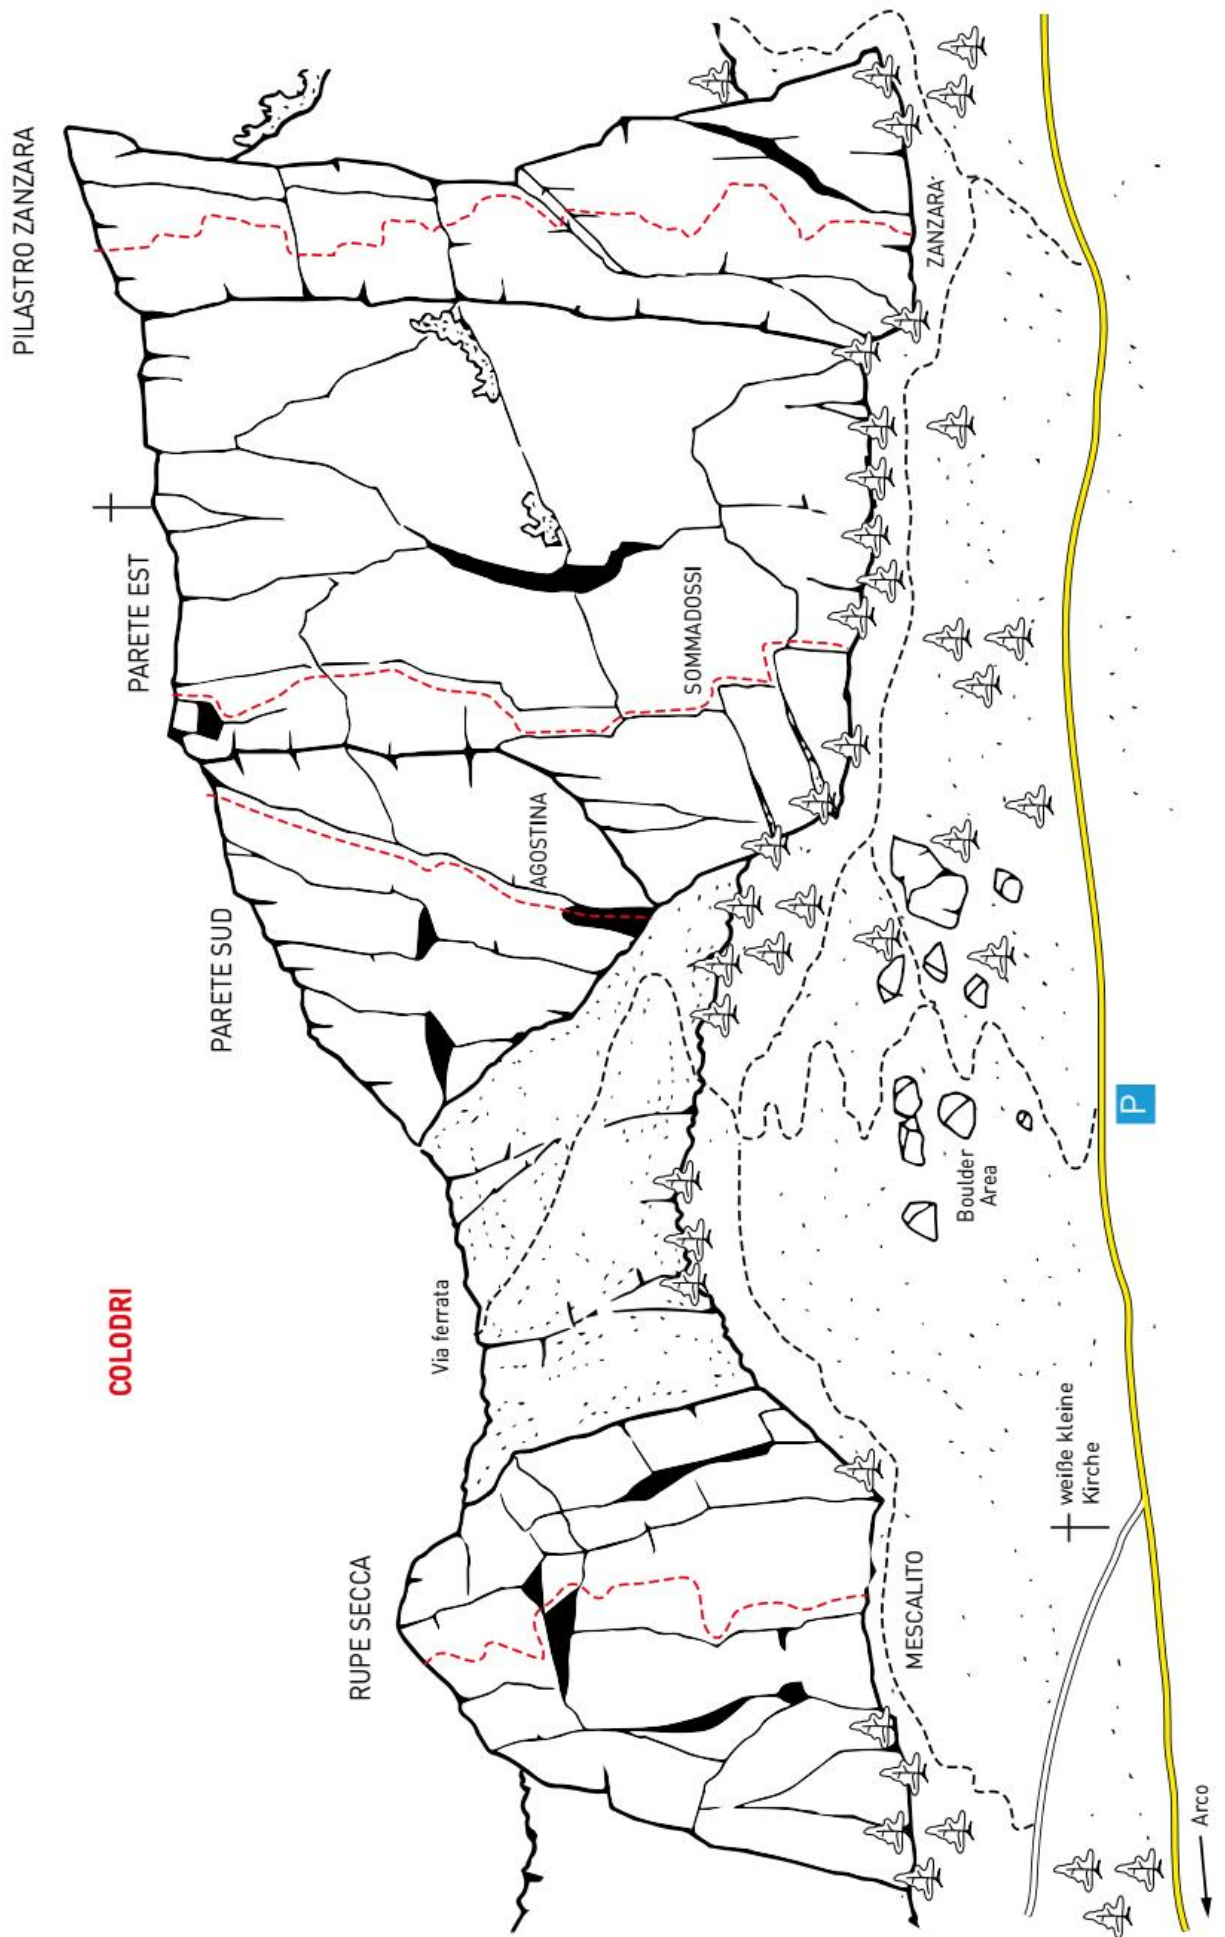 COLODRI
PILASTRO ZANZARA
PARETE EST
PARETE SUD
RUPE SECCA
Via ferrata
SOMMADOSSI
AGOSTINA
ZANZARA
MESCALITO
Boulder
Area
weiße kleine
Kirche
P
Arco